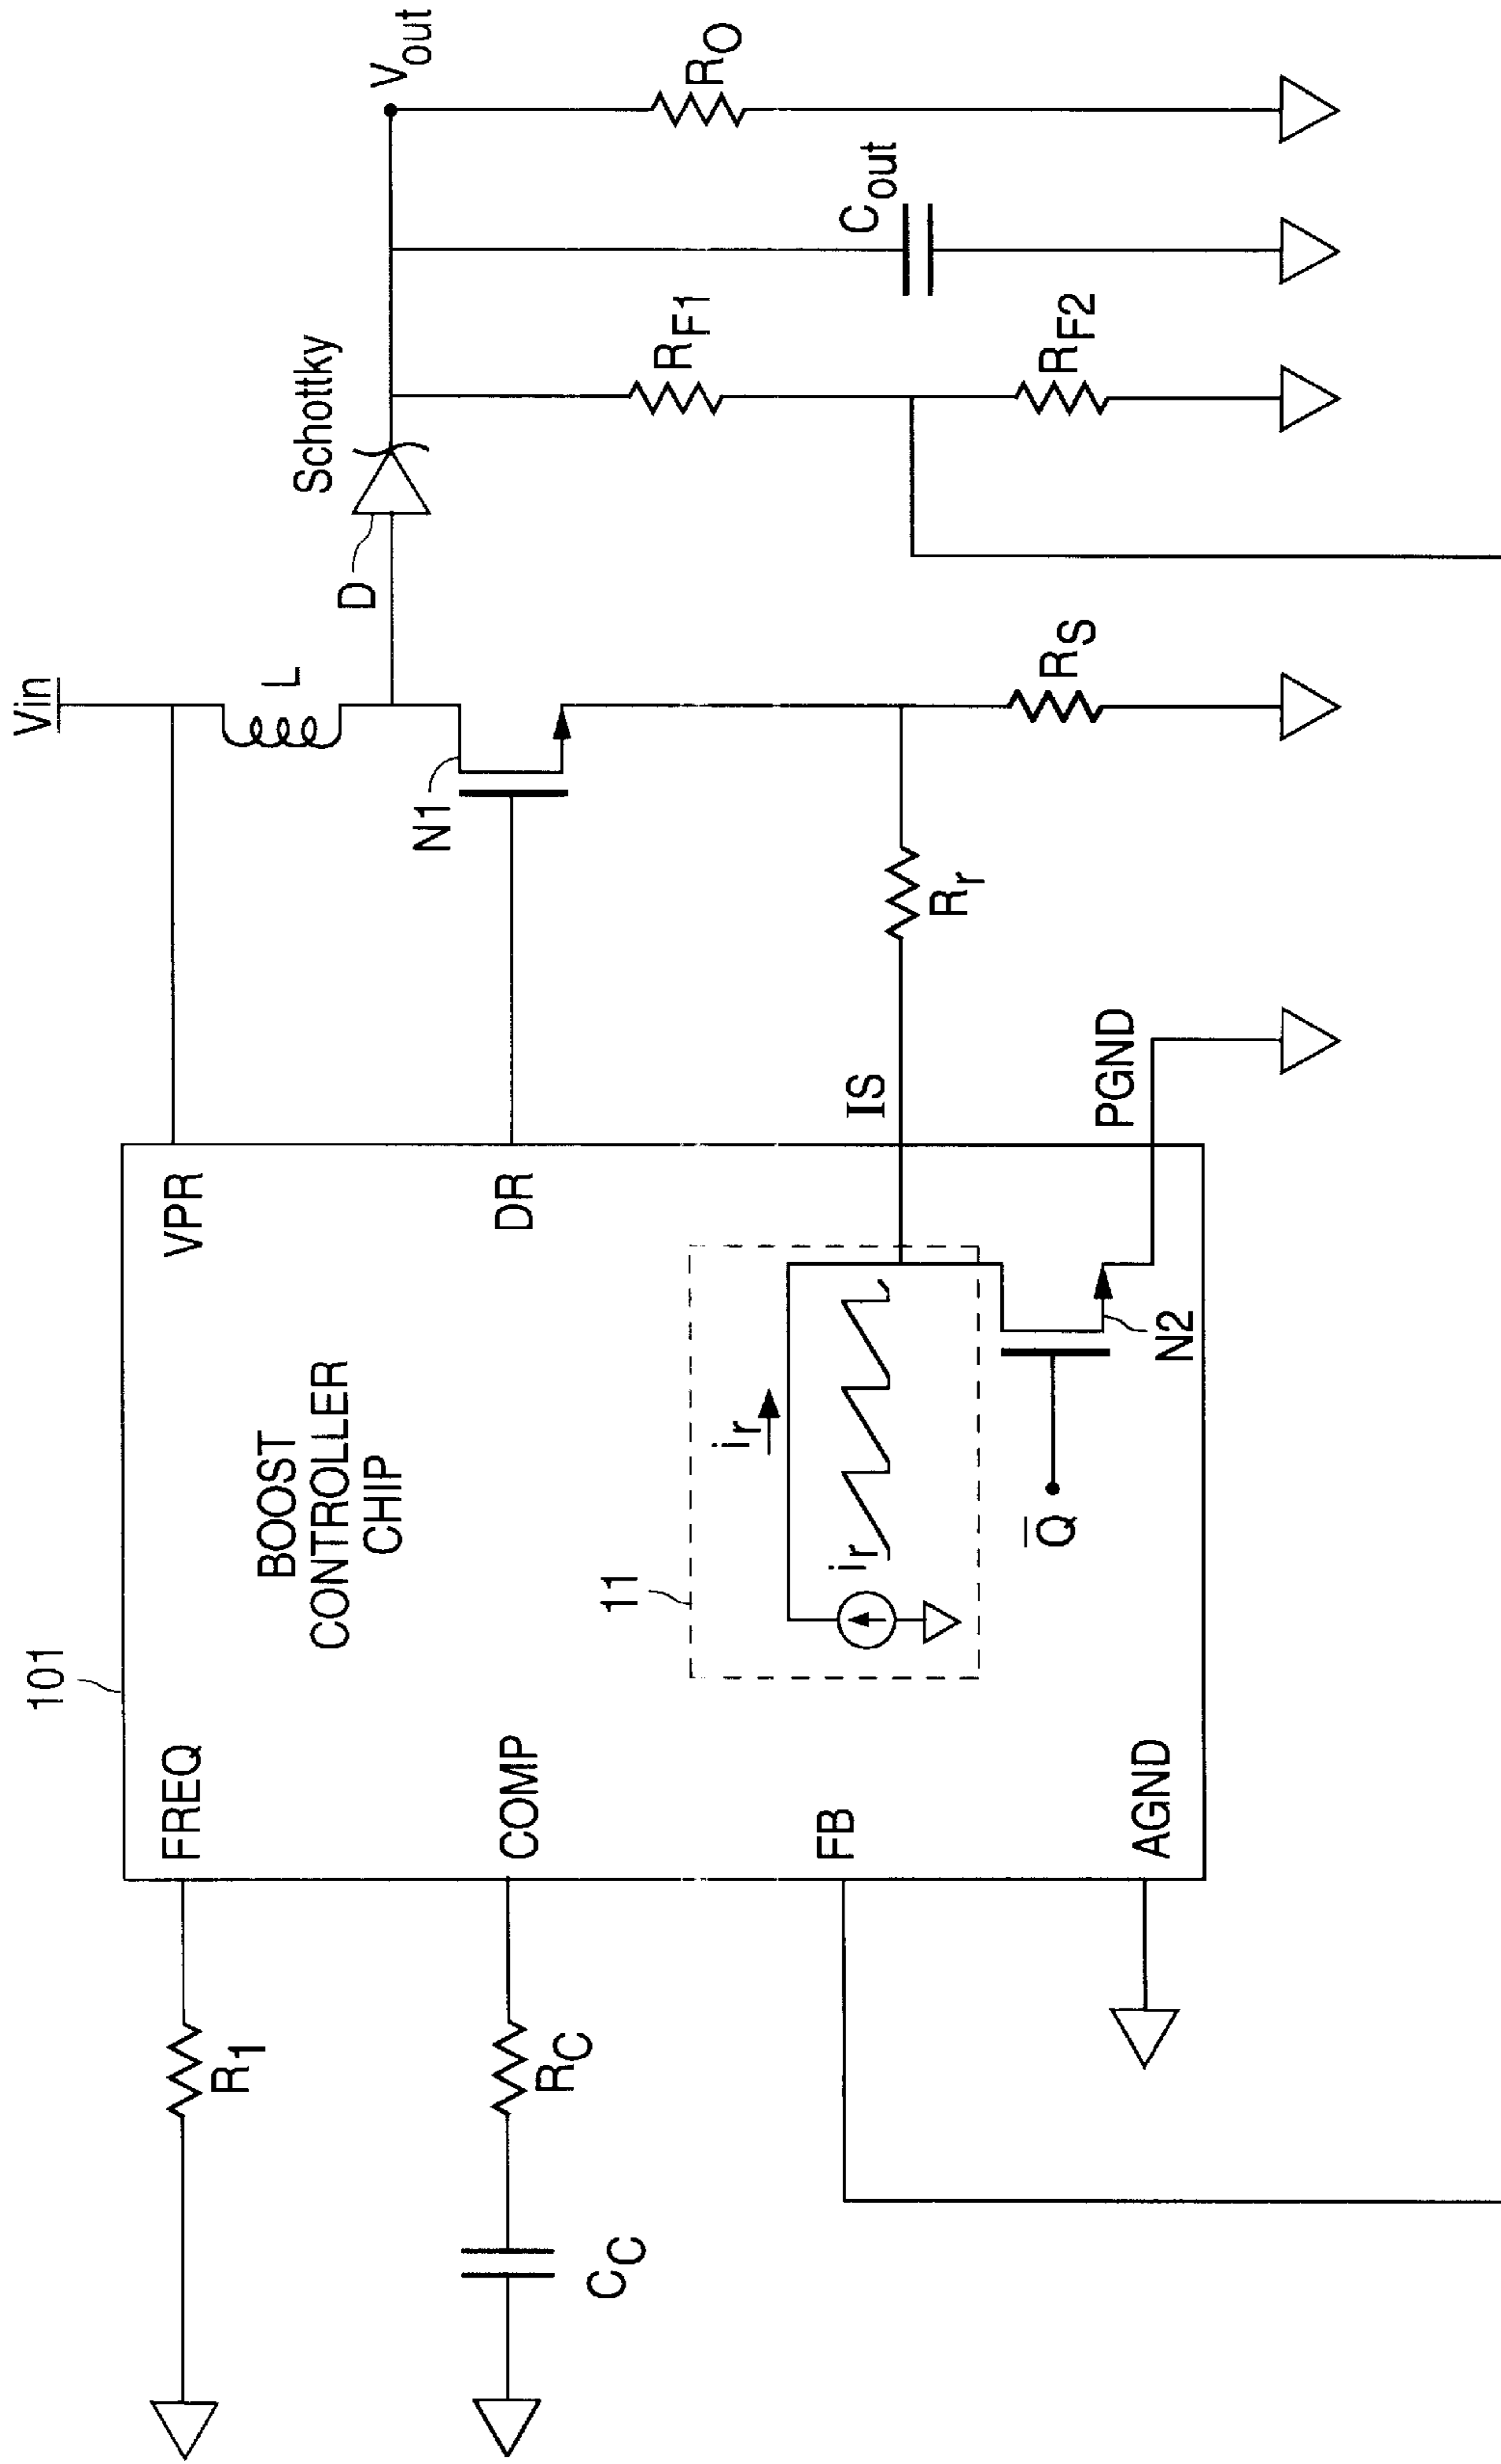 Vin
L
Schottky
D
Vout
101
FREQ
VPR
R1
BOOST
CONTROLLER
CHIP
N1
COMP
DR
RC
CC
RF1
Cout
RO
11
ir
ir
FB
IS
Rr
RF2
RS
Q̅
N2
PGND
AGND